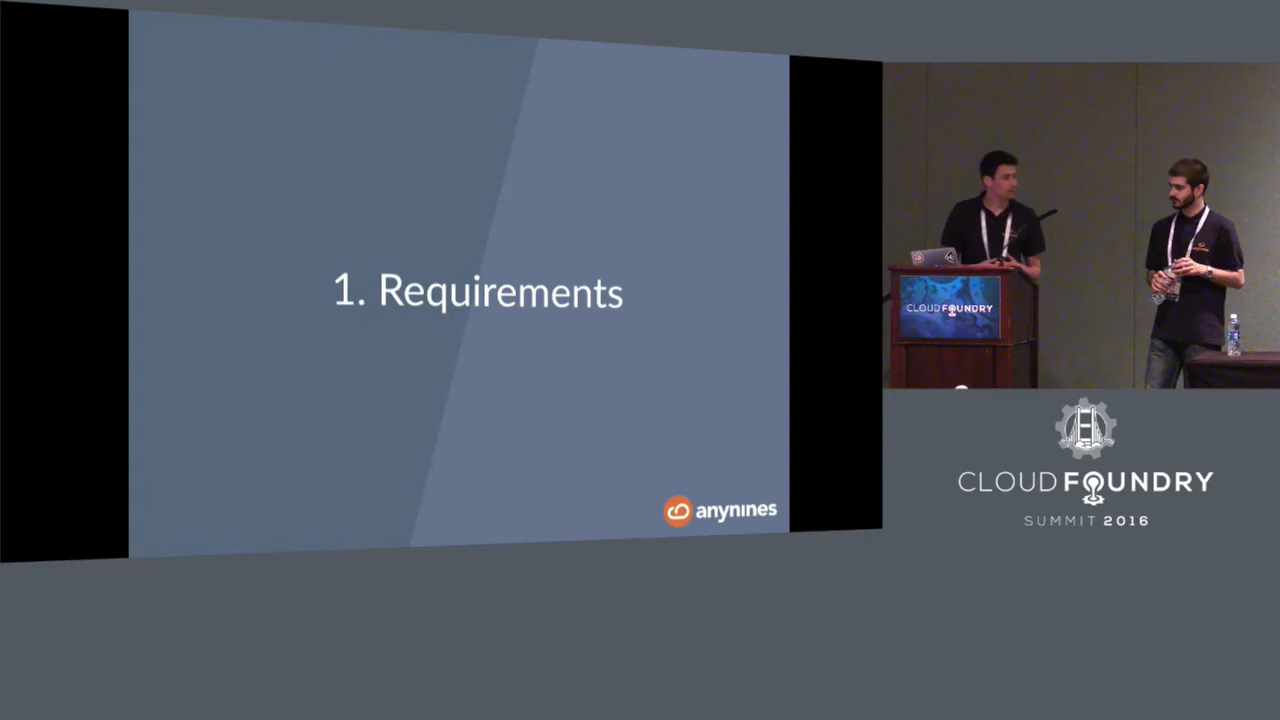 1. Requirements
anynines
CLOUD FOUNDRY
CLOUD FOUNDRY
SUMMIT 2016